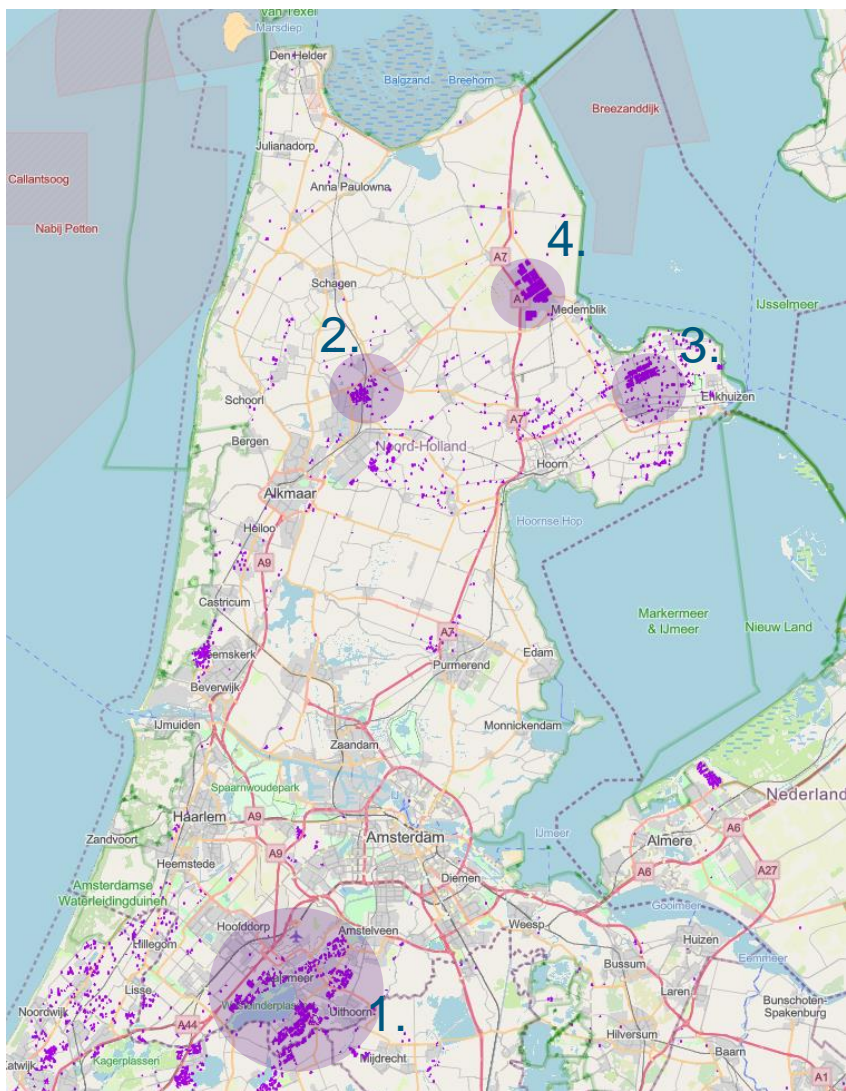 Van Texel
Marsdiep
Den Helder
Balgzand
Breehorn
Breezanddijk
Julianadorp
Callantsoog
Anna Paulowna
Nabij Petten
4.
A7
Schagen
IJsselmeer
Medemblik
2.
3.
Schoorl
Enkhuizen
A7
Bergen
Noord-Holland
Hoorn
Alkmaar
Hoornse Hop
Heiloo
A9
Castricum
Markermeer
& IJmeer
Nieuw Land
A7
Edam
Purmerend
Beverwijk
IJmuiden
Monnickendam
Zaandam
Spaarnwoudepark
Nederland
Haarlem
A9
IJ
Amsterdam
IJmeer
Almere
A6
Zandvoort
A9
Heemstede
Diemen
A6
A27
Amsterdamse
Waterleidingduinen
Gooimeer
Hoofddorp
Amstelveen
Weesp
Huizen
Hillegom
Eemmeer
Bussum
Lisse
Laren
Noordwijk
Uithoorn
1.
Bunschoten-
Spakenburg
A44
Hilversum
Kagerplassen
Mijdrecht
Baarn
A1